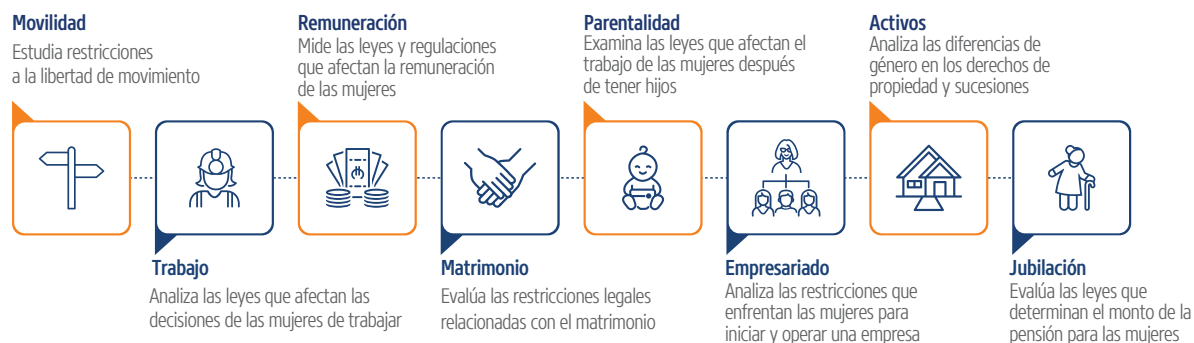 Movilidad
Estudia restricciones
a la libertad de movimiento
Trabajo
Analiza las leyes que afectan las
decisiones de las mujeres de trabajar
Remuneración
Mide las leyes y regulaciones
que afectan la remuneración
de las mujeres
Matrimonio
Evalúa las restricciones legales
relacionadas con el matrimonio
Parentalidad
Examina las leyes que afectan el
trabajo de las mujeres después
de tener hijos
Empresariado
Analiza las restricciones que
enfrentan las mujeres para
iniciar y operar una empresa
Activos
Analiza las diferencias de
género en los derechos de
propiedad y sucesiones
Jubilación
Evalúa las leyes que
determinan el monto de la
pensión para las mujeres